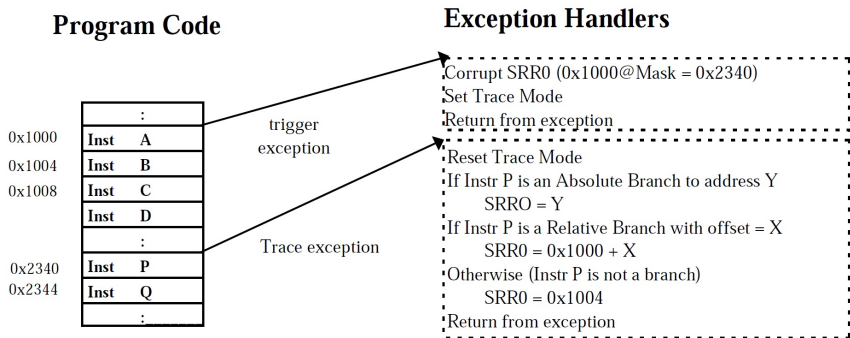 Program Code
Exception Handlers
Corrupt SRR0 (0x1000@Mask = 0x2340)
Set Trace Mode
Return from exception
trigger
exception
:
0x1000 Inst A
0x1004 Inst B
0x1008 Inst C
Inst D
:
0x2340 Inst P
0x2344 Inst Q
:
Trace exception
Reset Trace Mode
If Instr P is an Absolute Branch to address Y
SRRO = Y
If Instr P is a Relative Branch with offset = X
SRR0 = 0x1000 + X
Otherwise (Instr P is not a branch)
SRR0 = 0x1004
Return from exception